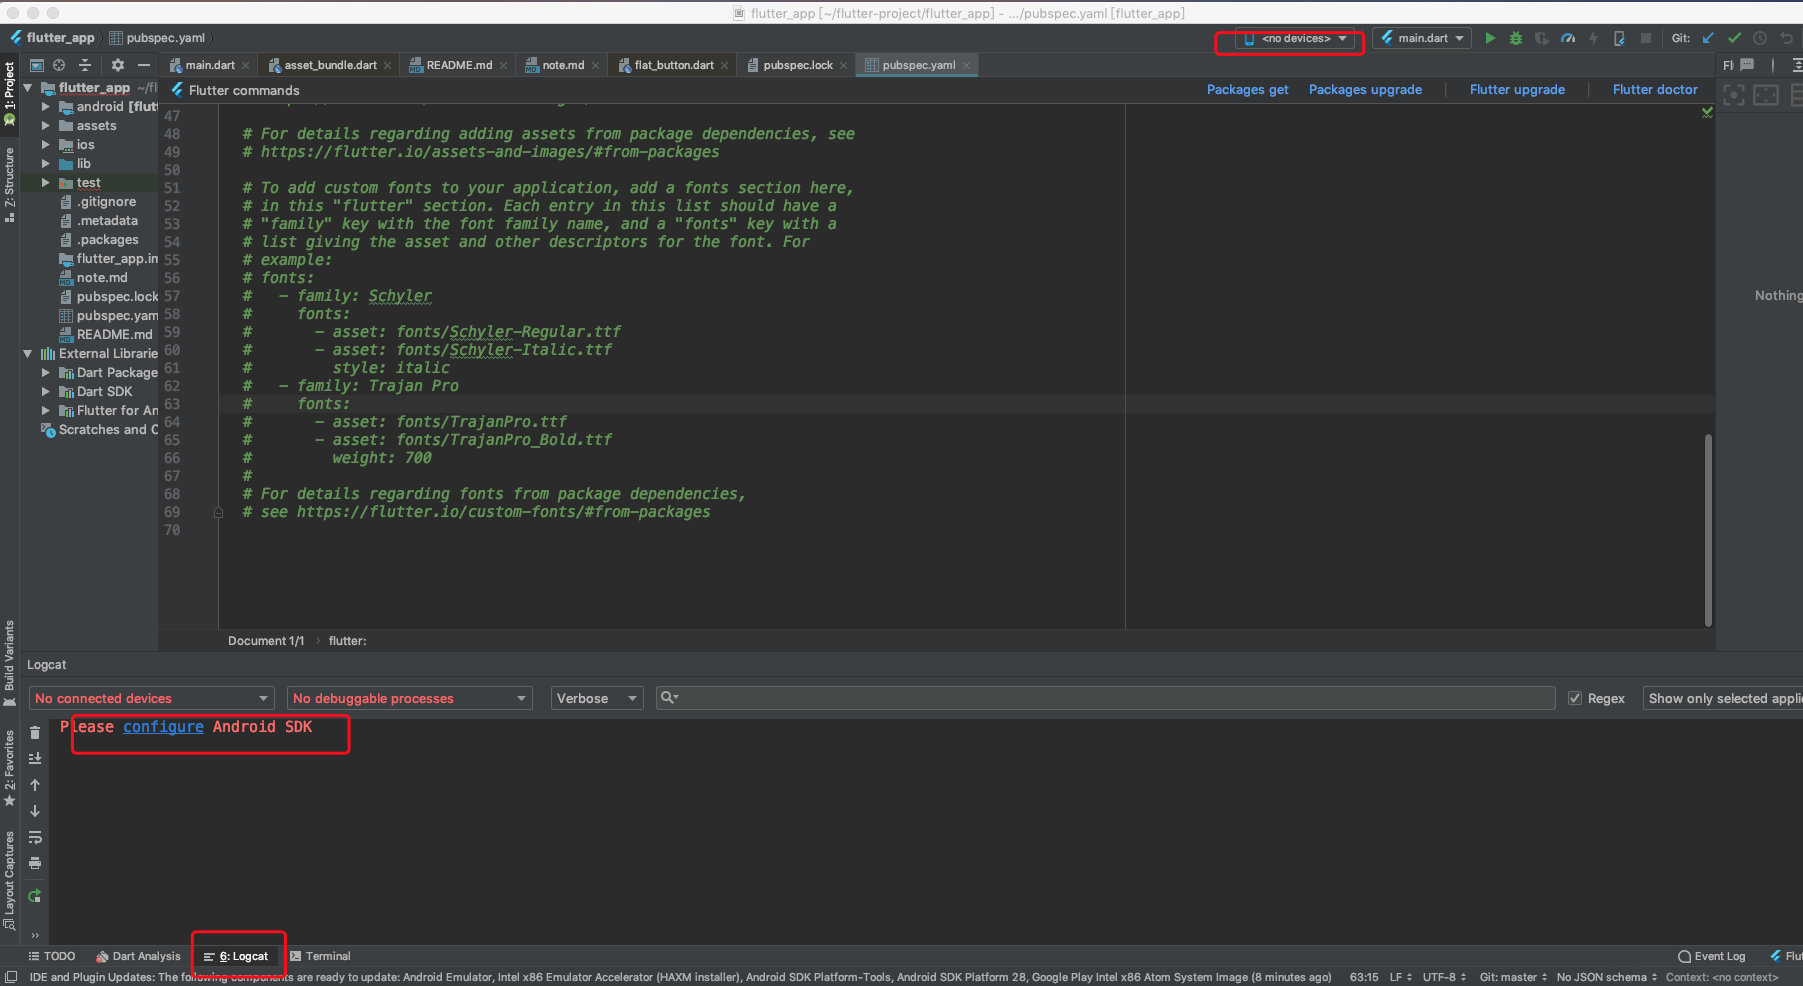 flutter_app [~/flutter-project/flutter_app] - .../pubspec.yaml [flutter_app]
flutter_app
pubspec.yaml
<no devices>
main.dart
Git:
1: Project
Z: Structure
Build Variants
2: Favorites
Layout Captures
main.dart
asset_bundle.dart
README.md
note.md
flat_button.dart
pubspec.lock
pubspec.yaml
Fl
flutter_app ~/fl
android [flut
assets
ios
lib
test
.gitignore
.metadata
.packages
flutter_app.im
note.md
pubspec.lock
pubspec.yam
README.md
External Librarie
Dart Package
Dart SDK
Flutter for An
Scratches and C
Flutter commands
Packages get
Packages upgrade
Flutter upgrade
Flutter doctor
47
48 # For details regarding adding assets from package dependencies, see
49 # https://flutter.io/assets-and-images/#from-packages
50
51 # To add custom fonts to your application, add a fonts section here,
52 # in this "flutter" section. Each entry in this list should have a
53 # "family" key with the font family name, and a "fonts" key with a
54 # list giving the asset and other descriptors for the font. For
55 # example:
56 # fonts:
57 #   - family: Schyler
58 #     fonts:
59 #       - asset: fonts/Schyler-Regular.ttf
60 #       - asset: fonts/Schyler-Italic.ttf
61 #         style: italic
62 #   - family: Trajan Pro
63 #     fonts:
64 #       - asset: fonts/TrajanPro.ttf
65 #       - asset: fonts/TrajanPro_Bold.ttf
66 #         weight: 700
67 #
68 # For details regarding fonts from package dependencies,
69 # see https://flutter.io/custom-fonts/#from-packages
70
Nothing
Document 1/1
flutter:
Logcat
No connected devices
No debuggable processes
Verbose
Regex
Show only selected appli
Please configure Android SDK
TODO
Dart Analysis
6: Logcat
Terminal
Event Log
Flut
IDE and Plugin Updates: The following components are ready to update: Android Emulator, Intel x86 Emulator Accelerator (HAXM installer), Android SDK Platform-Tools, Android SDK Platform 28, Google Play Intel x86 Atom System Image (8 minutes ago)
63:15
LF
UTF-8
Git: master
No JSON schema
Context: <no context>